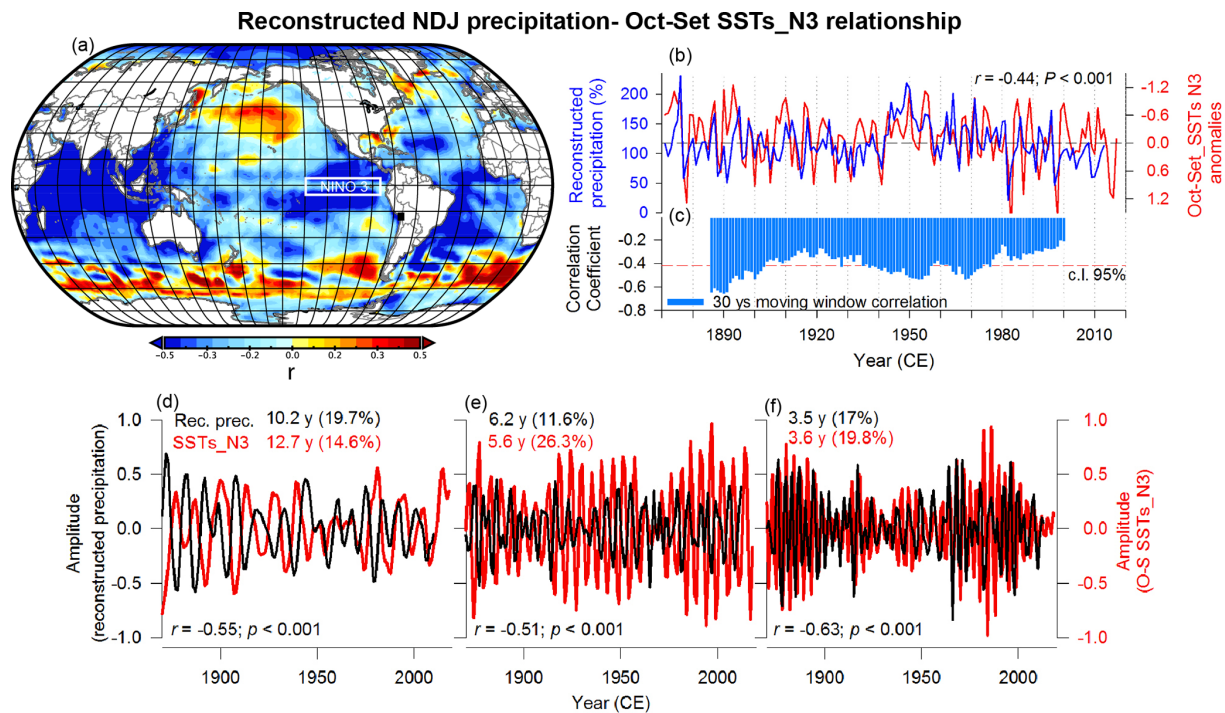 Reconstructed NDJ precipitation- Oct-Set SSTs_N3 relationship
(a)
NINO 3
−0.5 −0.3 −0.2 0.0 0.2 0.3 0.5
r
(b)
r = -0.44; P < 0.001
Reconstructed
precipitation (%)
200
150
100
50
0
-1.2
-0.6
0.0
0.6
1.2
Oct-Set_SSTs N3
anomalies
(c)
Correlation
Coefficient
-0.2
-0.4
-0.6
-0.8
c.l. 95%
30 ys moving window correlation
1890 1920 1950 1980 2010
Year (CE)
(d)
Rec. prec. 10.2 y (19.7%)
SSTs_N3 12.7 y (14.6%)
Amplitude
(reconstructed precipitation)
1.0
0.5
0.0
-0.5
-1.0
r = -0.55; p < 0.001
1900 1950 2000
(e)
6.2 y (11.6%)
5.6 y (26.3%)
r = -0.51; p < 0.001
1900 1950 2000
(f)
3.5 y (17%)
3.6 y (19.8%)
r = -0.63; p < 0.001
1900 1950 2000
1.0
0.5
0.0
-0.5
-1.0
Amplitude
(O-S SSTs_N3)
Year (CE)